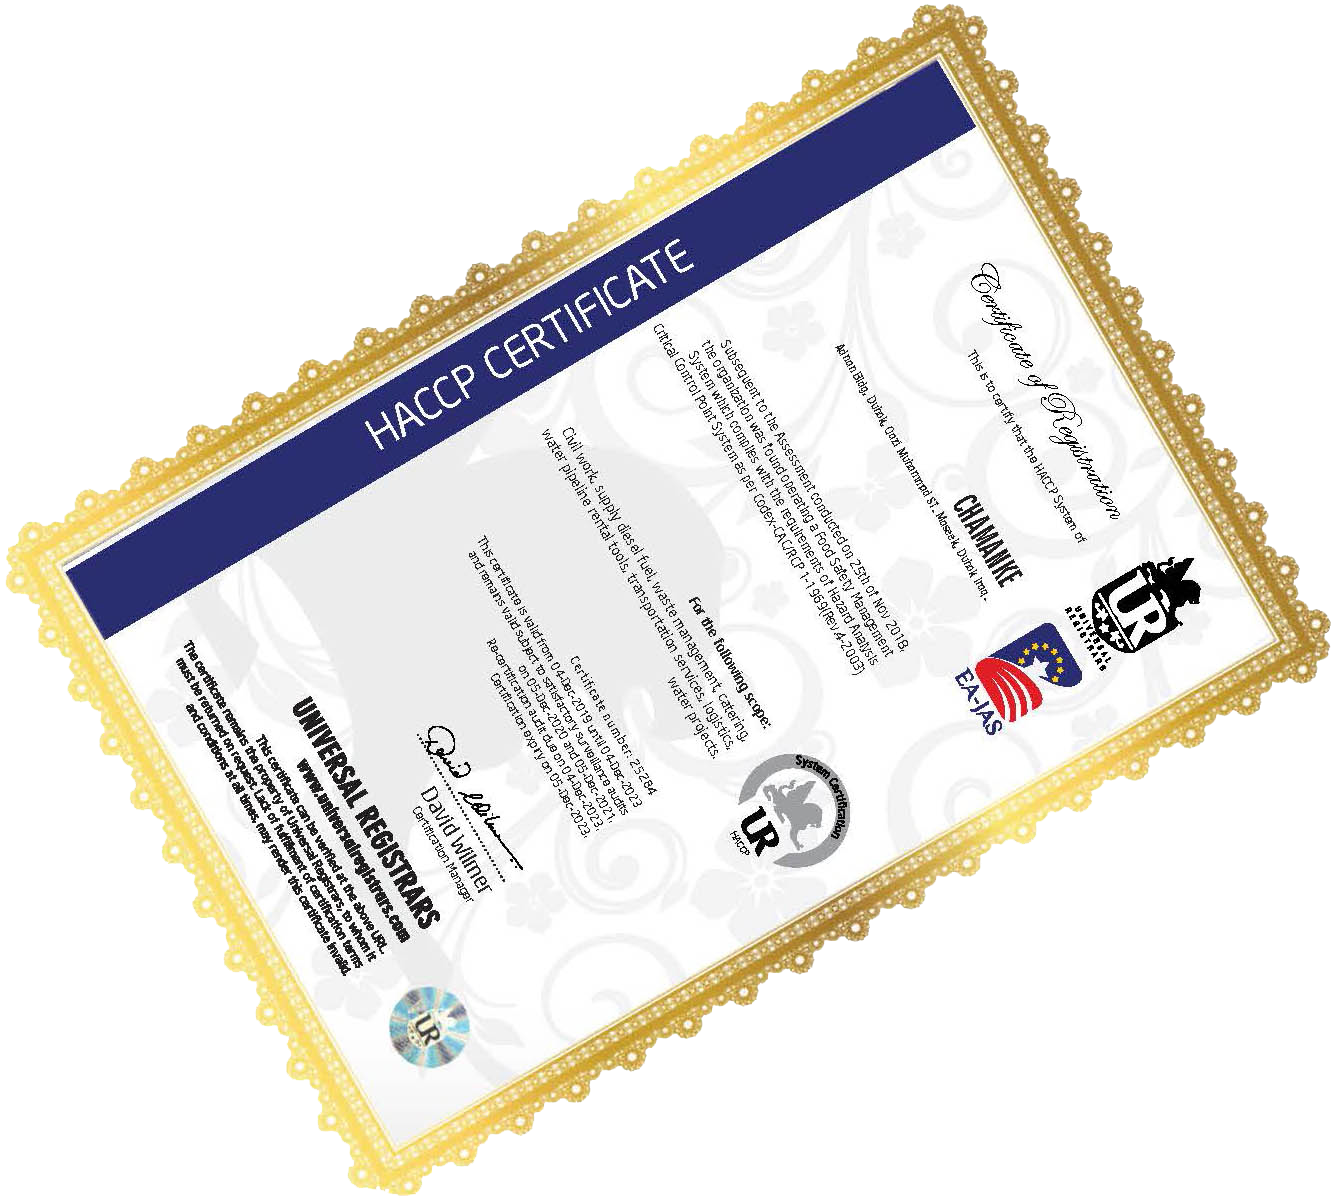 HACCP CERTIFICATE
UR
UNIVERSAL
REGISTRARS
EA-IAS
Certificate of Registration
This is to certify that the HACCP System of
CHAMANKE
Duhok, Qazi Muhammad ST. Maseek, Duhok Iraq.
Subsequent to the Assessment conducted on 25th of Nov 2018,
the organization was found operating a Food Safety Management
System which complies with the requirements of Hazard Analysis
Critical Control Point System as per Codex-CAC/RCP 1-1969(Rev.4-2003)
For the following scope:
Civil work, supply diesel fuel, waste management, catering,
water pipeline rental tools, transportation services, logistics,
water projects.
System Certification
UR
HACCP
Certificate number: 25284
This certificate is valid from 04-Dec-2019 until 04-Dec-2023
and remains valid subject to satisfactory surveillance audits
on 05-Dec-2020 and 05-Dec-2021.
Re-certification audit due on 04-Dec-2023.
Certification expiry on 05-Dec-2023.
David Wilmer
Certification Manager
UNIVERSAL REGISTRARS
www.universalregistrars.com
This certificate can be verified at the above URL.
The certificate remains the property of Universal Registrars, to whom it
must be returned on request. Lack of fulfillment of certification terms
and conditions at all times, may render this certificate invalid.
UR